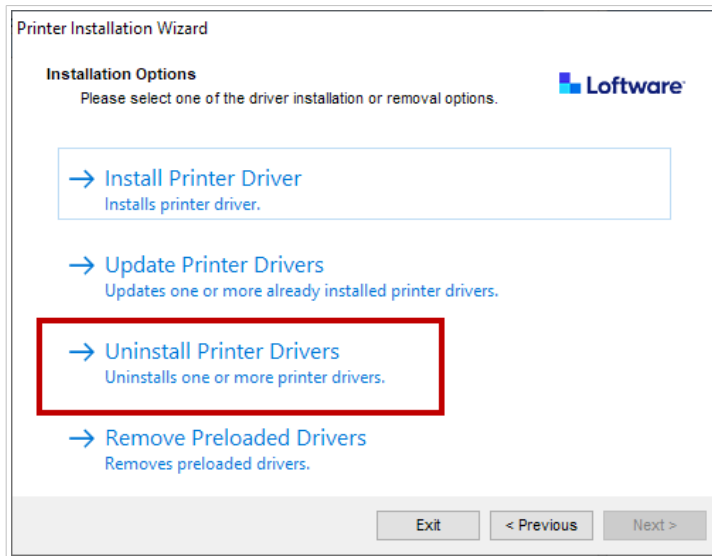 Printer Installation Wizard
Installation Options
Please select one of the driver installation or removal options.
Loftware
→ Install Printer Driver
Installs printer driver.
→ Update Printer Drivers
Updates one or more already installed printer drivers.
→ Uninstall Printer Drivers
Uninstalls one or more printer drivers.
→ Remove Preloaded Drivers
Removes preloaded drivers.
Exit
< Previous
Next >